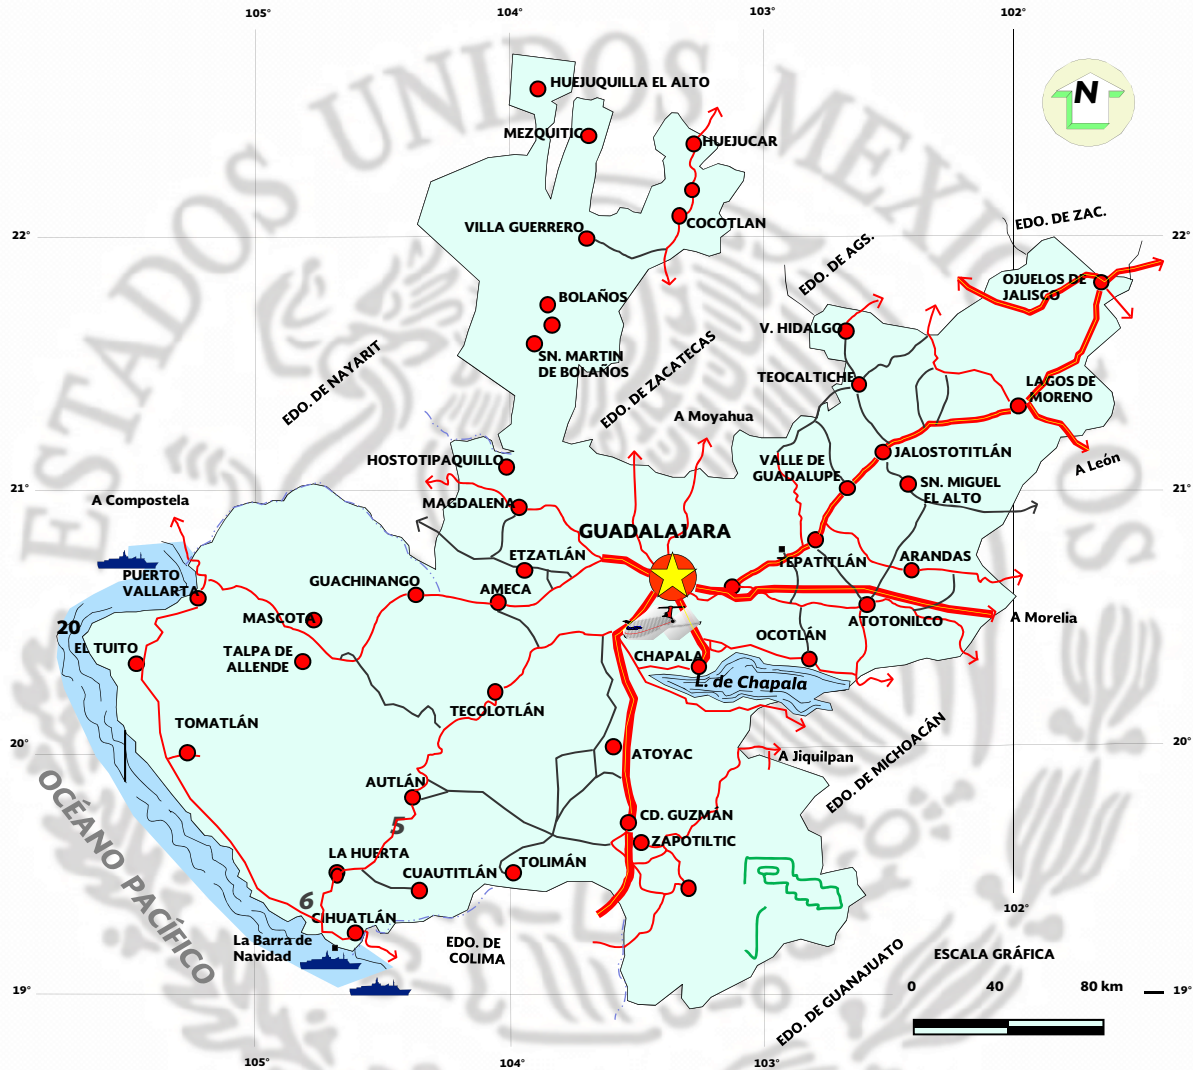 105°
104°
103°
102°
ESTADOS UNIDOS MEXICANOS
N
HUEJUQUILLA EL ALTO
MEZQUITIC
HUEJUCAR
COCOTLAN
VILLA GUERRERO
EDO. DE ZAC.
22°
22°
EDO. DE AGS.
OJUELOS DE
JALISCO
BOLAÑOS
V. HIDALGO
SN. MARTIN
DE BOLAÑOS
EDO. DE NAYARIT
EDO. DE ZACATECAS
TEOCALTICHE
LAGOS DE
MORENO
A Moyahua
HOSTOTIPAQUILLO
VALLE DE
GUADALUPE
JALOSTOTITLÁN
A León
SN. MIGUEL
EL ALTO
21°
21°
A Compostela
MAGDALENA
GUADALAJARA
ETZATLÁN
TEPATITLÁN
ARANDAS
PUERTO
VALLARTA
GUACHINANGO
AMECA
MASCOTA
ATOTONILCO
A Morelia
20
EL TUITO
TALPA DE
ALLENDE
OCOTLÁN
CHAPALA
L. de Chapala
TECOLOTLÁN
TOMATLÁN
20°
20°
ATOYAC
A Jiquilpan
EDO. DE MICHOACÁN
AUTLÁN
OCÉANO PACÍFICO
5
CD. GUZMÁN
ZAPOTILTIC
LA HUERTA
CUAUTITLÁN
TOLIMÁN
6
CIHUATLÁN
102°
La Barra de
Navidad
EDO. DE
COLIMA
EDO. DE GUANAJUATO
ESCALA GRÁFICA
0 40 80 km
19°
19°
105°
104°
103°